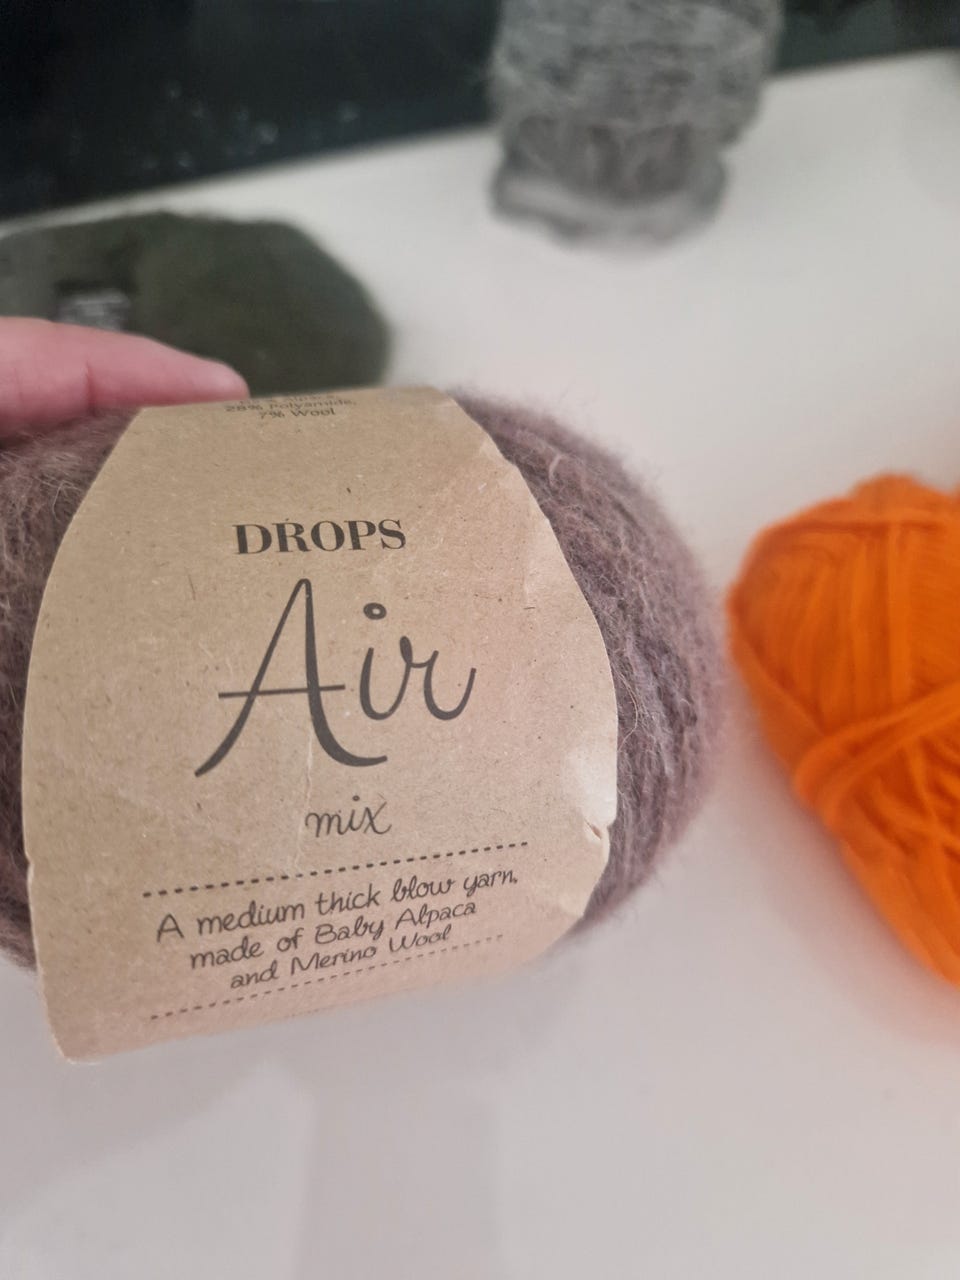 28% Polyamide,
7% Wool
DROPS
Air
mix
A medium thick blow yarn,
made of Baby Alpaca
and Merino Wool